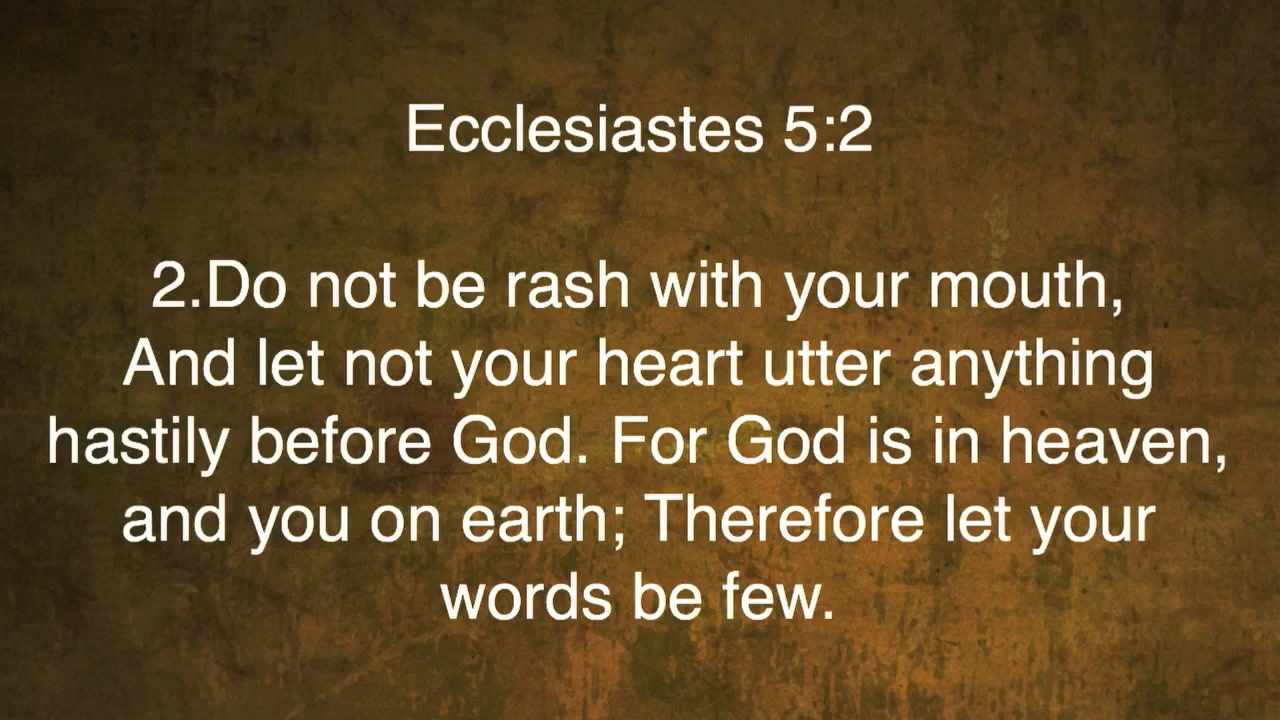 Ecclesiastes 5:2
2.Do not be rash with your mouth,
And let not your heart utter anything
hastily before God. For God is in heaven,
and you on earth; Therefore let your
words be few.